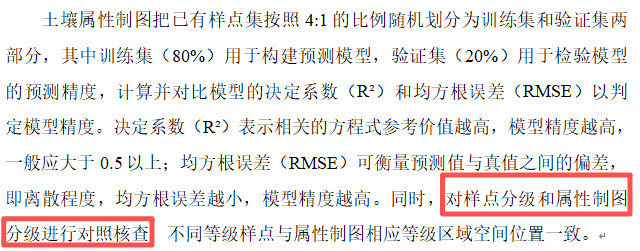 土壤属性制图把已有样点集按照 4:1 的比例随机划分为训练集和验证集两
部分，其中训练集（80%）用于构建预测模型，验证集（20%）用于检验模型
的预测精度，计算并对比模型的决定系数（R²）和均方根误差（RMSE）以判
定模型精度。决定系数（R²）表示相关的方程式参考价值越高，模型精度越高，
一般应大于 0.5 以上；均方根误差（RMSE）可衡量预测值与真值之间的偏差，
即离散程度，均方根误差越小，模型精度越高。同时，对样点分级和属性制图
分级进行对照核查 不同等级样点与属性制图相应等级区域空间位置一致。